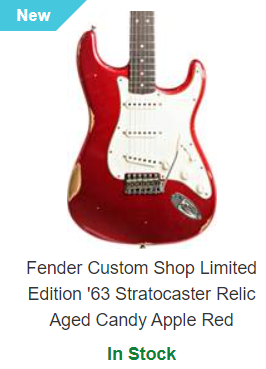 New
Fender Custom Shop Limited
Edition '63 Stratocaster Relic
Aged Candy Apple Red
In Stock